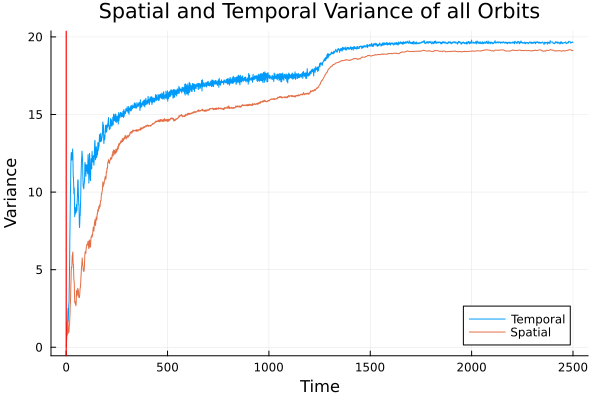 Spatial and Temporal Variance of all Orbits
20
15
10
5
0
Variance
0 500 1000 1500 2000 2500
Time
Temporal
Spatial